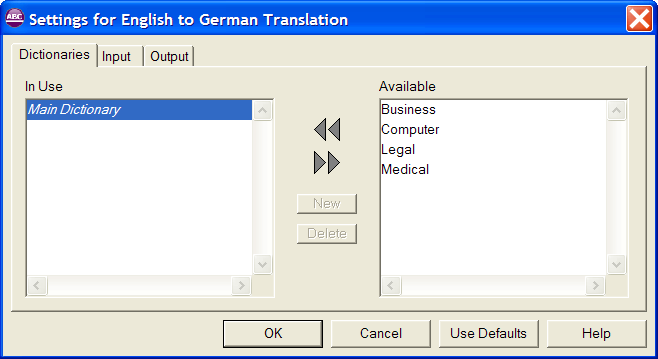 ABC Settings for English to German Translation
Dictionaries Input Output
In Use
Main Dictionary
New
Delete
Available
Business
Computer
Legal
Medical
OK Cancel Use Defaults Help